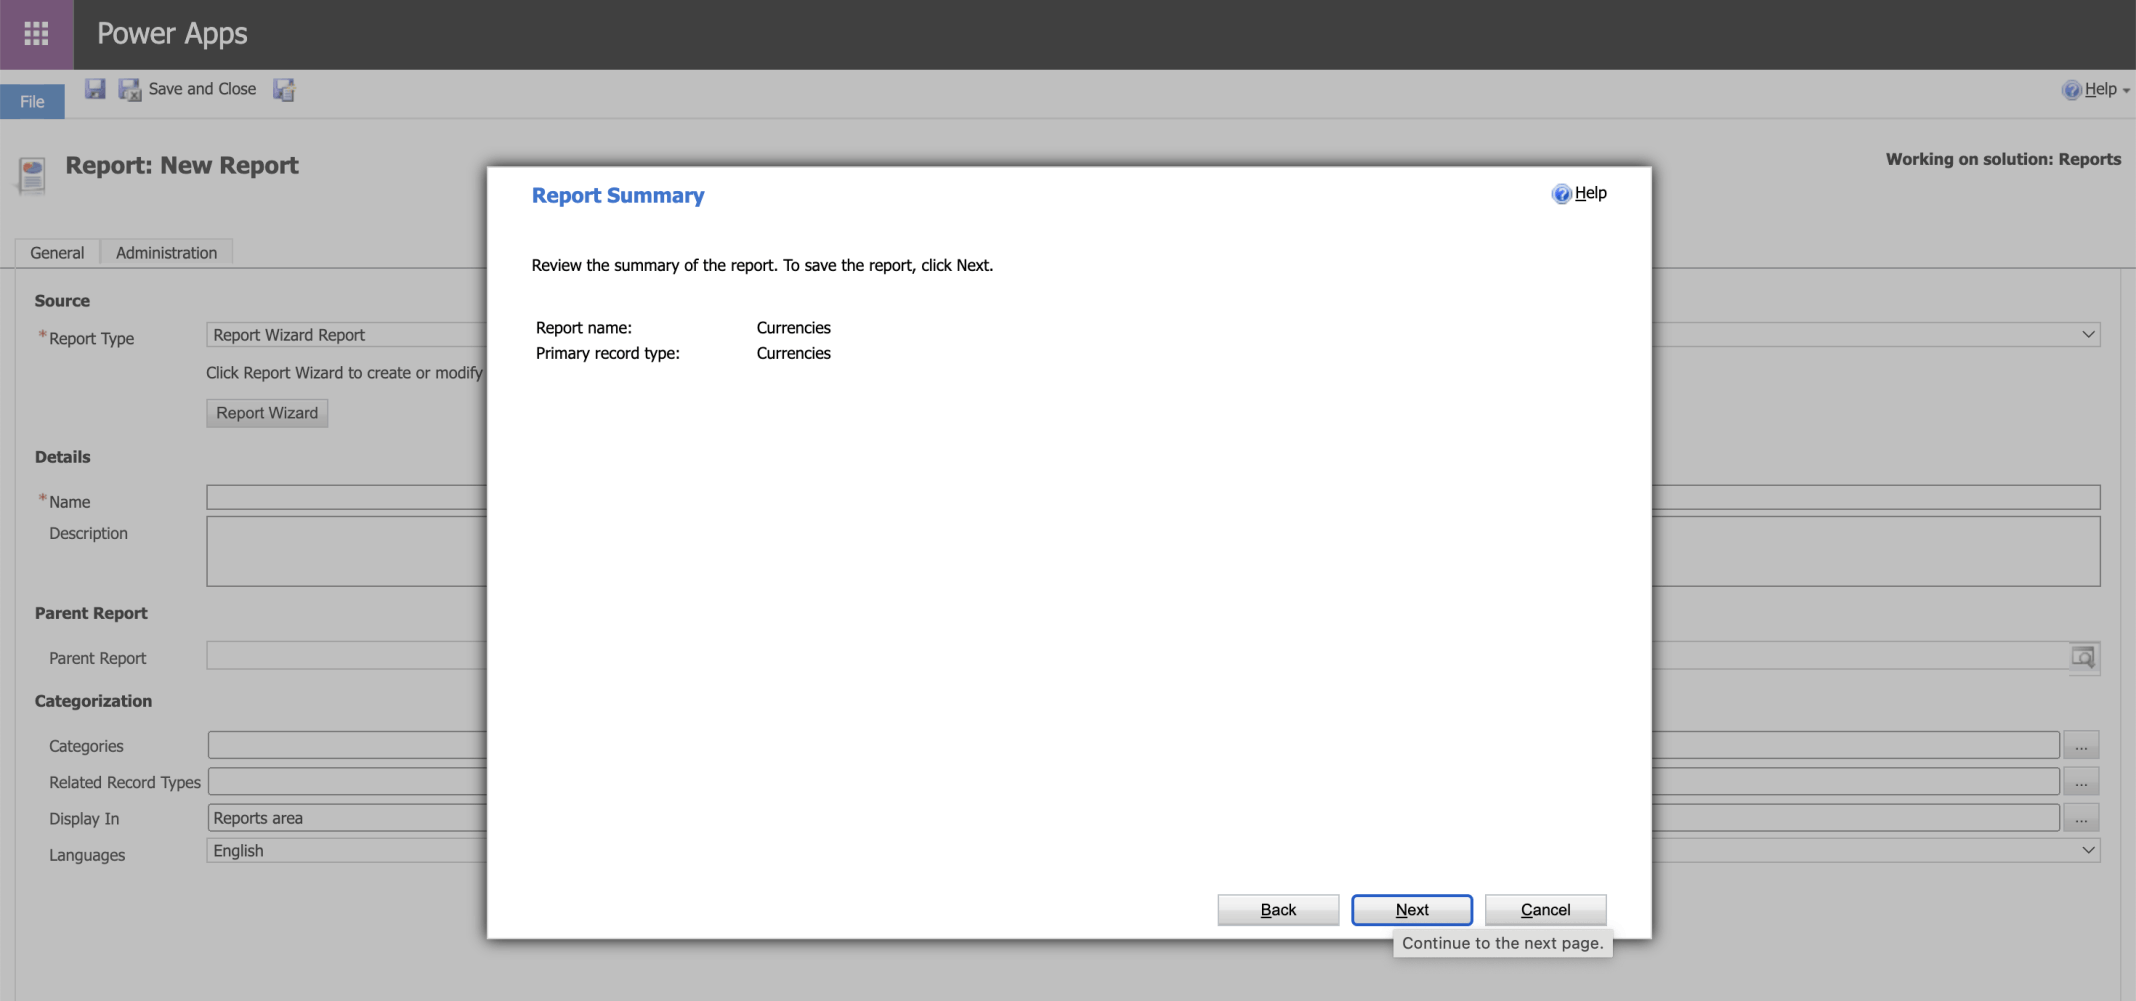 Power Apps
File
Save and Close
Help
Report: New Report
Working on solution: Reports
General
Administration
Source
*Report Type
Report Wizard Report
Click Report Wizard to create or modify
Report Wizard
Details
*Name
Description
Parent Report
Parent Report
Categorization
Categories
...
Related Record Types
...
Display In
Reports area
...
Languages
English
Report Summary
Help
Review the summary of the report. To save the report, click Next.
Report name: Currencies
Primary record type: Currencies
Back
Next
Cancel
Continue to the next page.